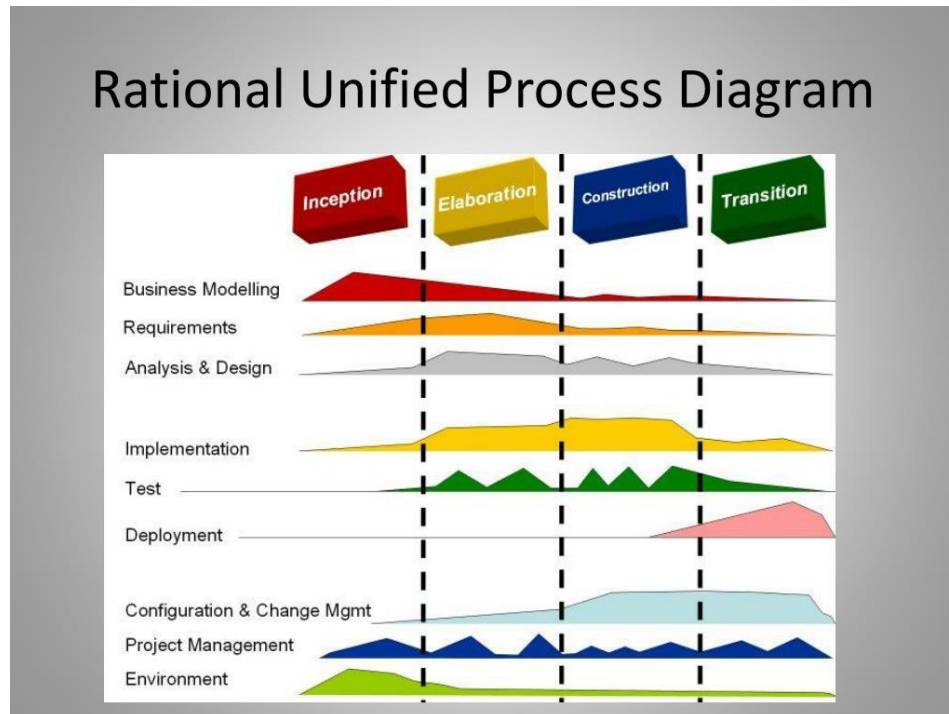 Rational Unified Process Diagram
Inception
Elaboration
Construction
Transition
Business Modelling
Requirements
Analysis & Design
Implementation
Test
Deployment
Configuration & Change Mgmt
Project Management
Environment